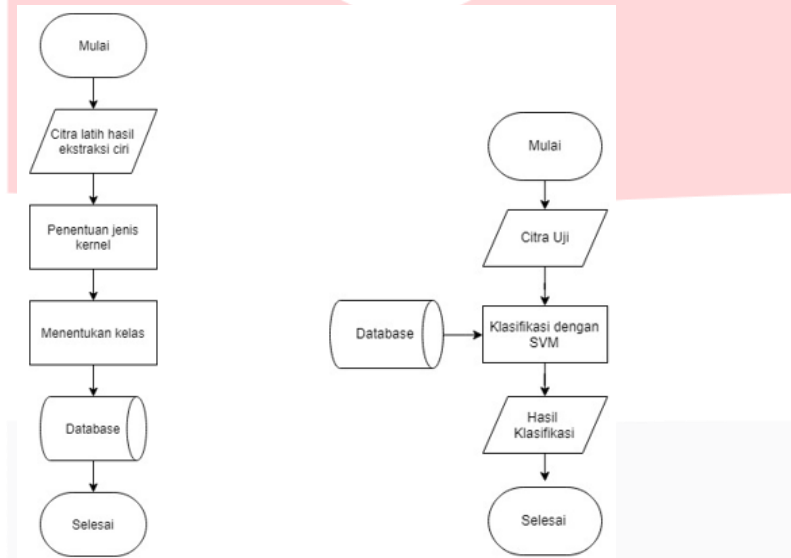 Mulai
Citra latih hasil
ekstraksi ciri
Penentuan jenis
kernel
Menentukan kelas
Database
Selesai
Mulai
Citra Uji
Database
Klasifikasi dengan
SVM
Hasil
Klasifikasi
Selesai